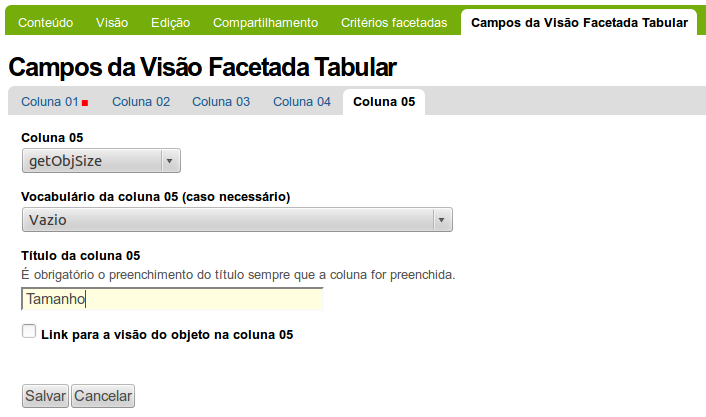 Conteúdo Visão Edição Compartilhamento Critérios facetadas Campos da Visão Facetada Tabular
Campos da Visão Facetada Tabular
Coluna 01 Coluna 02 Coluna 03 Coluna 04 Coluna 05
Coluna 05
getObjSize
Vocabulário da coluna 05 (caso necessário)
Vazio
Título da coluna 05
É obrigatório o preenchimento do título sempre que a coluna for preenchida.
Tamanho
Link para a visão do objeto na coluna 05
Salvar Cancelar